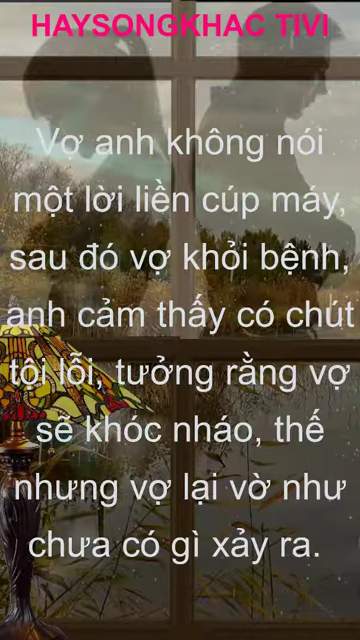 HAYSONGKHAC TIVI
Vợ anh không nói
một lời liền cúp máy,
sau đó vợ khỏi bệnh,
anh cảm thấy có chút
tội lỗi, tưởng rằng vợ
sẽ khóc nháo, thế
nhưng vợ lại vờ như
chưa có gì xảy ra.